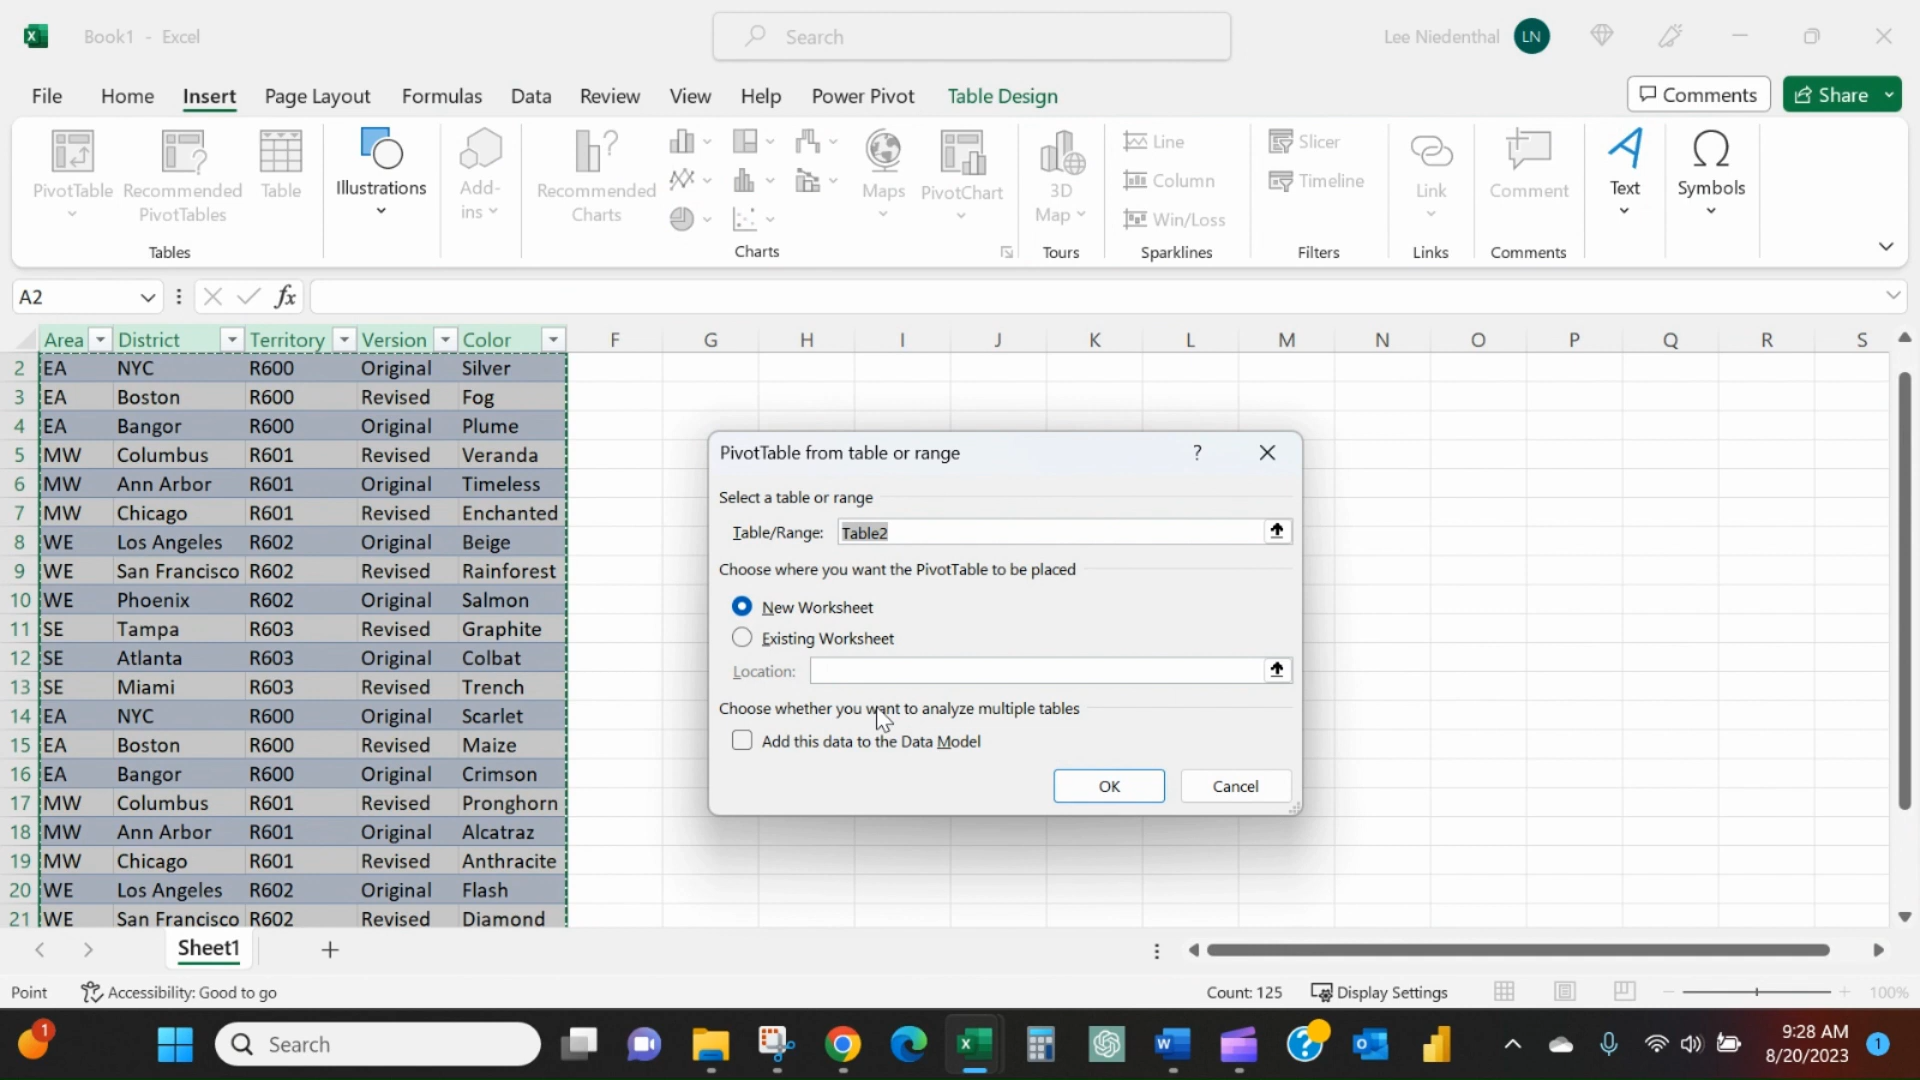 Book1 - Excel
Search
Lee Niedenthal LN
File Home Insert Page Layout Formulas Data Review View Help Power Pivot Table Design Comments Share
PivotTable
Recommended PivotTables
Table
Tables
Illustrations
Add-ins
Recommended Charts
Maps
PivotChart
Charts
3D Map
Tours
Line
Column
Win/Loss
Sparklines
Slicer
Timeline
Filters
Link
Links
Comment
Comments
Text
Symbols
A2 fx
Area District Territory Version Color F G H I J K L M N O P Q R S
2 EA NYC R600 Original Silver
3 EA Boston R600 Revised Fog
4 EA Bangor R600 Original Plume
5 MW Columbus R601 Revised Veranda
6 MW Ann Arbor R601 Original Timeless
7 MW Chicago R601 Revised Enchanted
8 WE Los Angeles R602 Original Beige
9 WE San Francisco R602 Revised Rainforest
10 WE Phoenix R602 Original Salmon
11 SE Tampa R603 Revised Graphite
12 SE Atlanta R603 Original Colbat
13 SE Miami R603 Revised Trench
14 EA NYC R600 Original Scarlet
15 EA Boston R600 Revised Maize
16 EA Bangor R600 Original Crimson
17 MW Columbus R601 Revised Pronghorn
18 MW Ann Arbor R601 Original Alcatraz
19 MW Chicago R601 Revised Anthracite
20 WE Los Angeles R602 Original Flash
21 WE San Francisco R602 Revised Diamond
PivotTable from table or range ?
Select a table or range
Table/Range: Table2
Choose where you want the PivotTable to be placed
New Worksheet
Existing Worksheet
Location:
Choose whether you want to analyze multiple tables
Add this data to the Data Model
OK Cancel
Sheet1
Point Accessibility: Good to go Count: 125 Display Settings 100%
1 Search 9:28 AM
8/20/2023 1